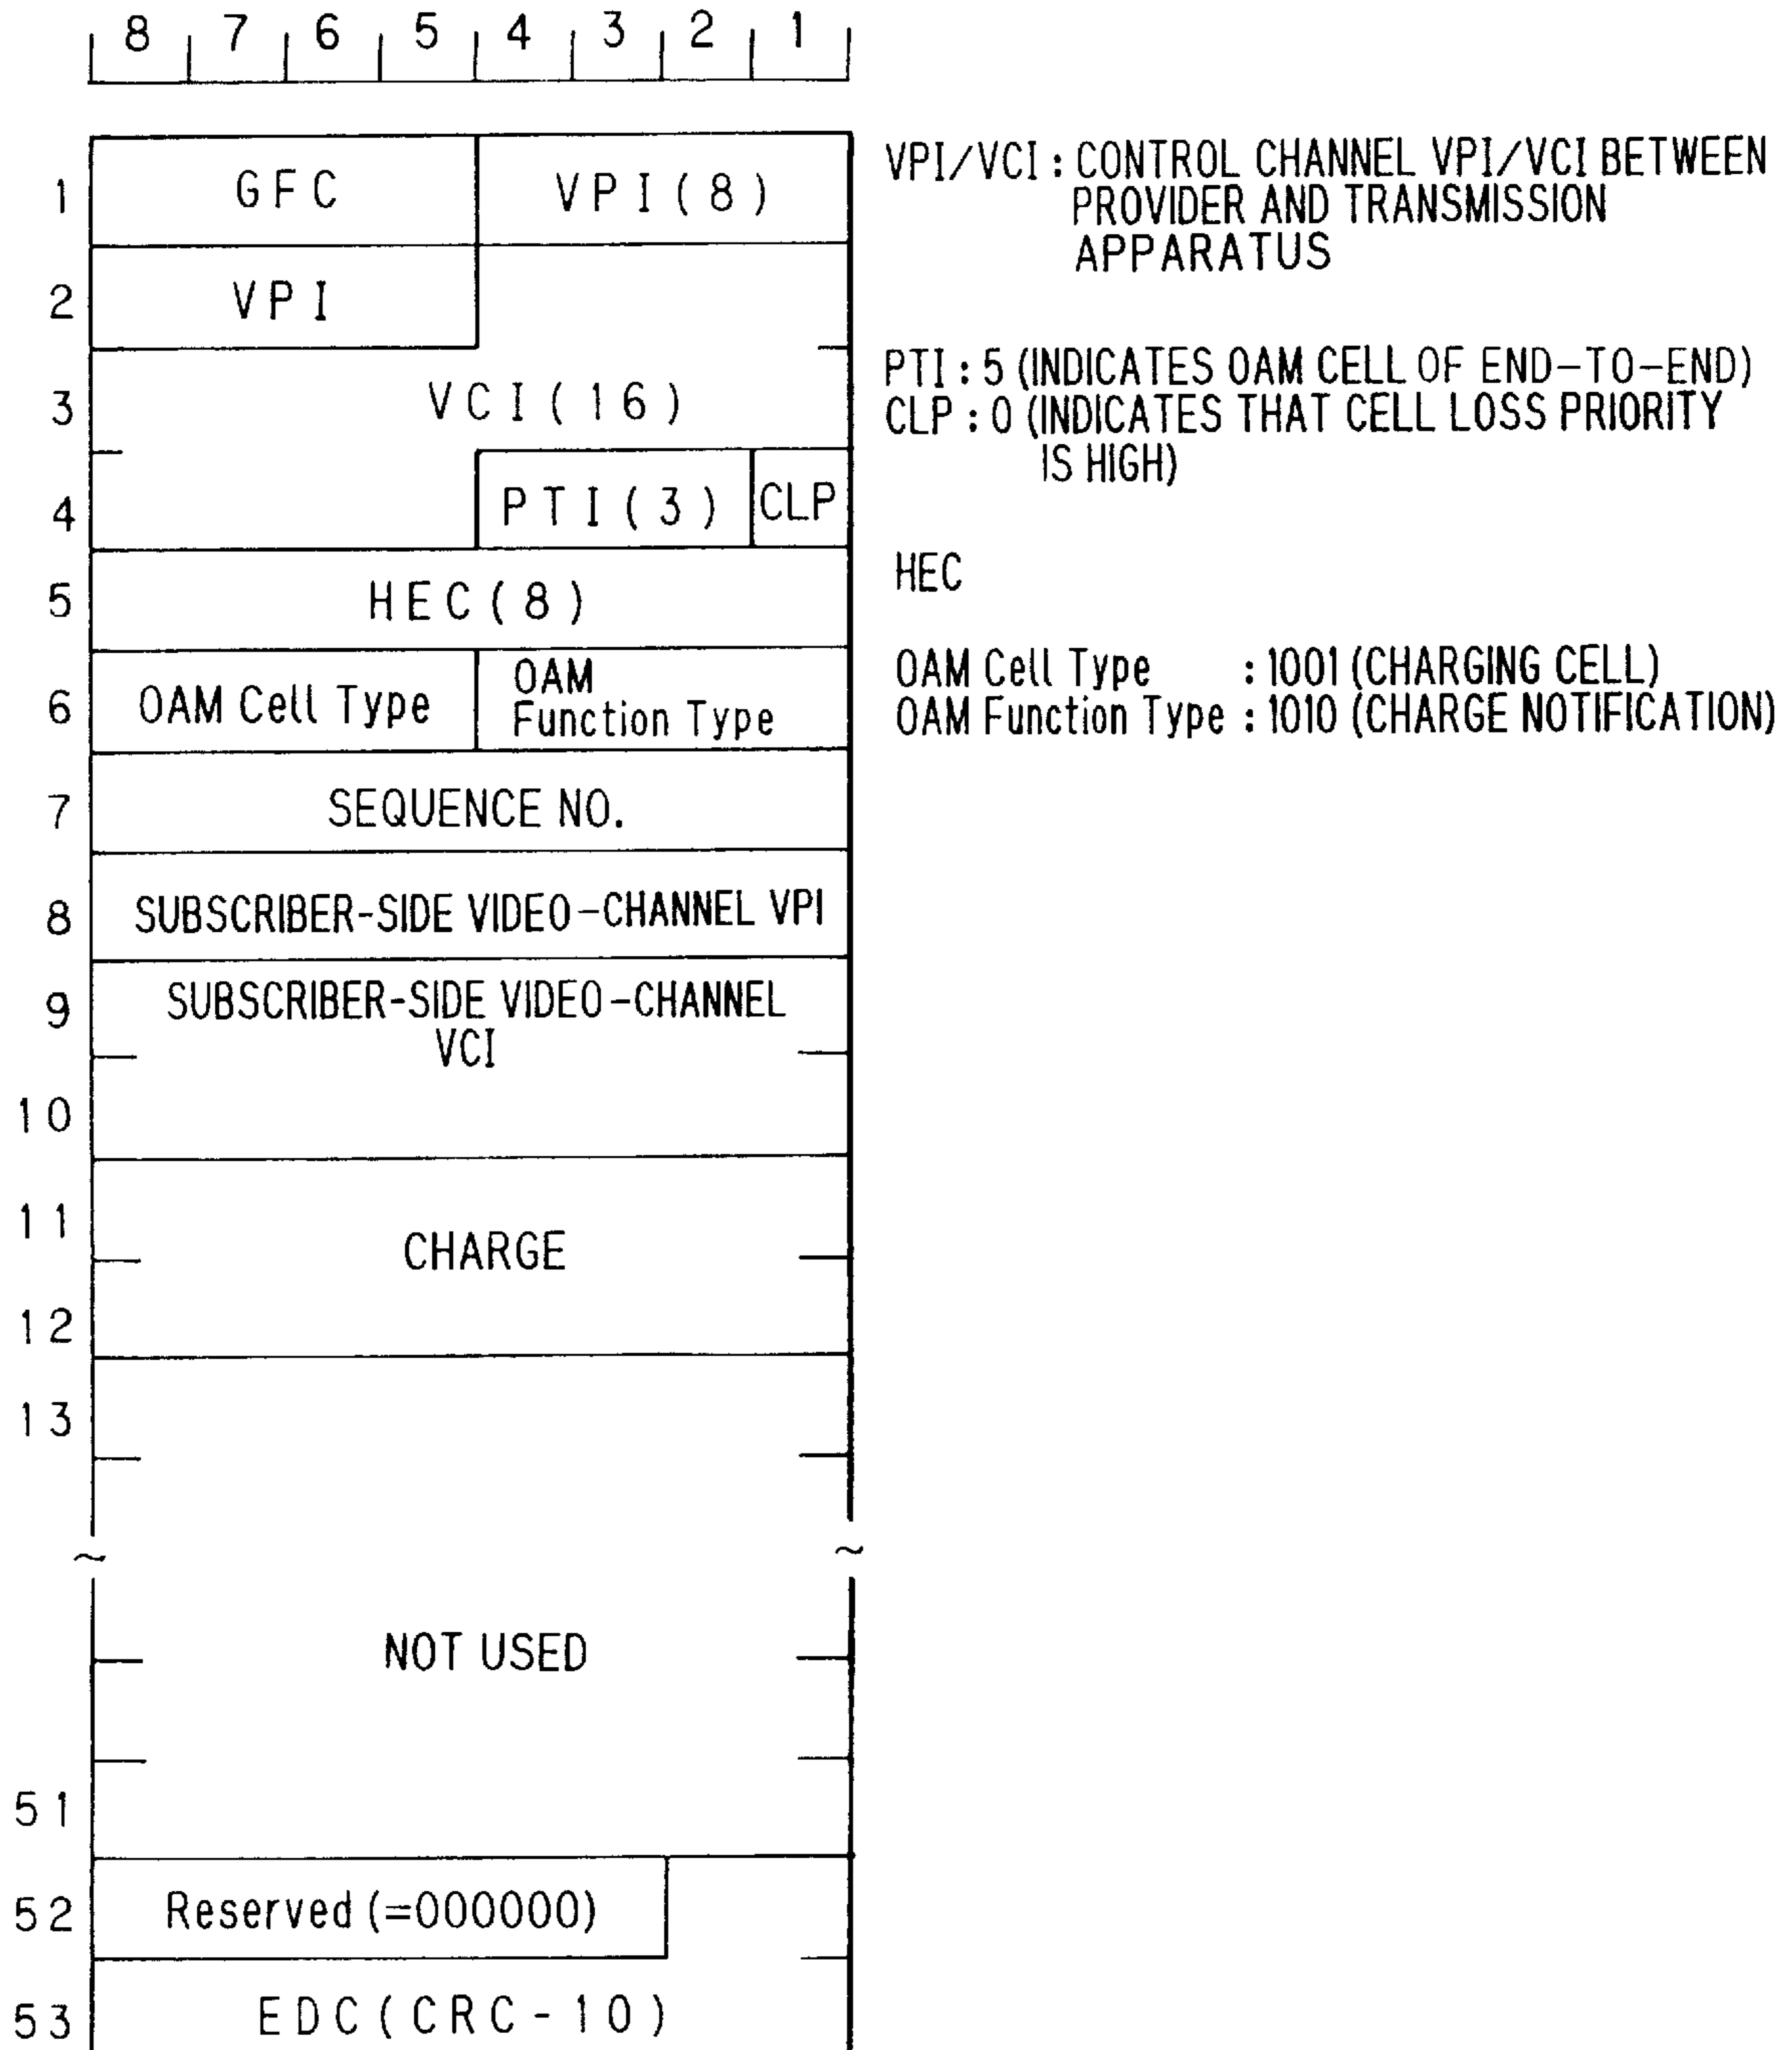 8 7 6 5 4 3 2 1
1 GFC VPI(8)
VPI/VCI : CONTROL CHANNEL VPI/VCI BETWEEN
PROVIDER AND TRANSMISSION
APPARATUS
2 VPI
PTI : 5 (INDICATES OAM CELL OF END-TO-END)
3 VCI(16)
CLP : 0 (INDICATES THAT CELL LOSS PRIORITY
IS HIGH)
4 PTI(3) CLP
HEC
5 HEC(8)
6 OAM Cell Type
OAM
Function Type
OAM Cell Type : 1001 (CHARGING CELL)
OAM Function Type : 1010 (CHARGE NOTIFICATION)
7 SEQUENCE NO.
8 SUBSCRIBER-SIDE VIDEO-CHANNEL VPI
9 SUBSCRIBER-SIDE VIDEO-CHANNEL
VCI
10
11
CHARGE
12
13
~ ~
NOT USED
51
52 Reserved (=000000)
53 EDC(CRC-10)